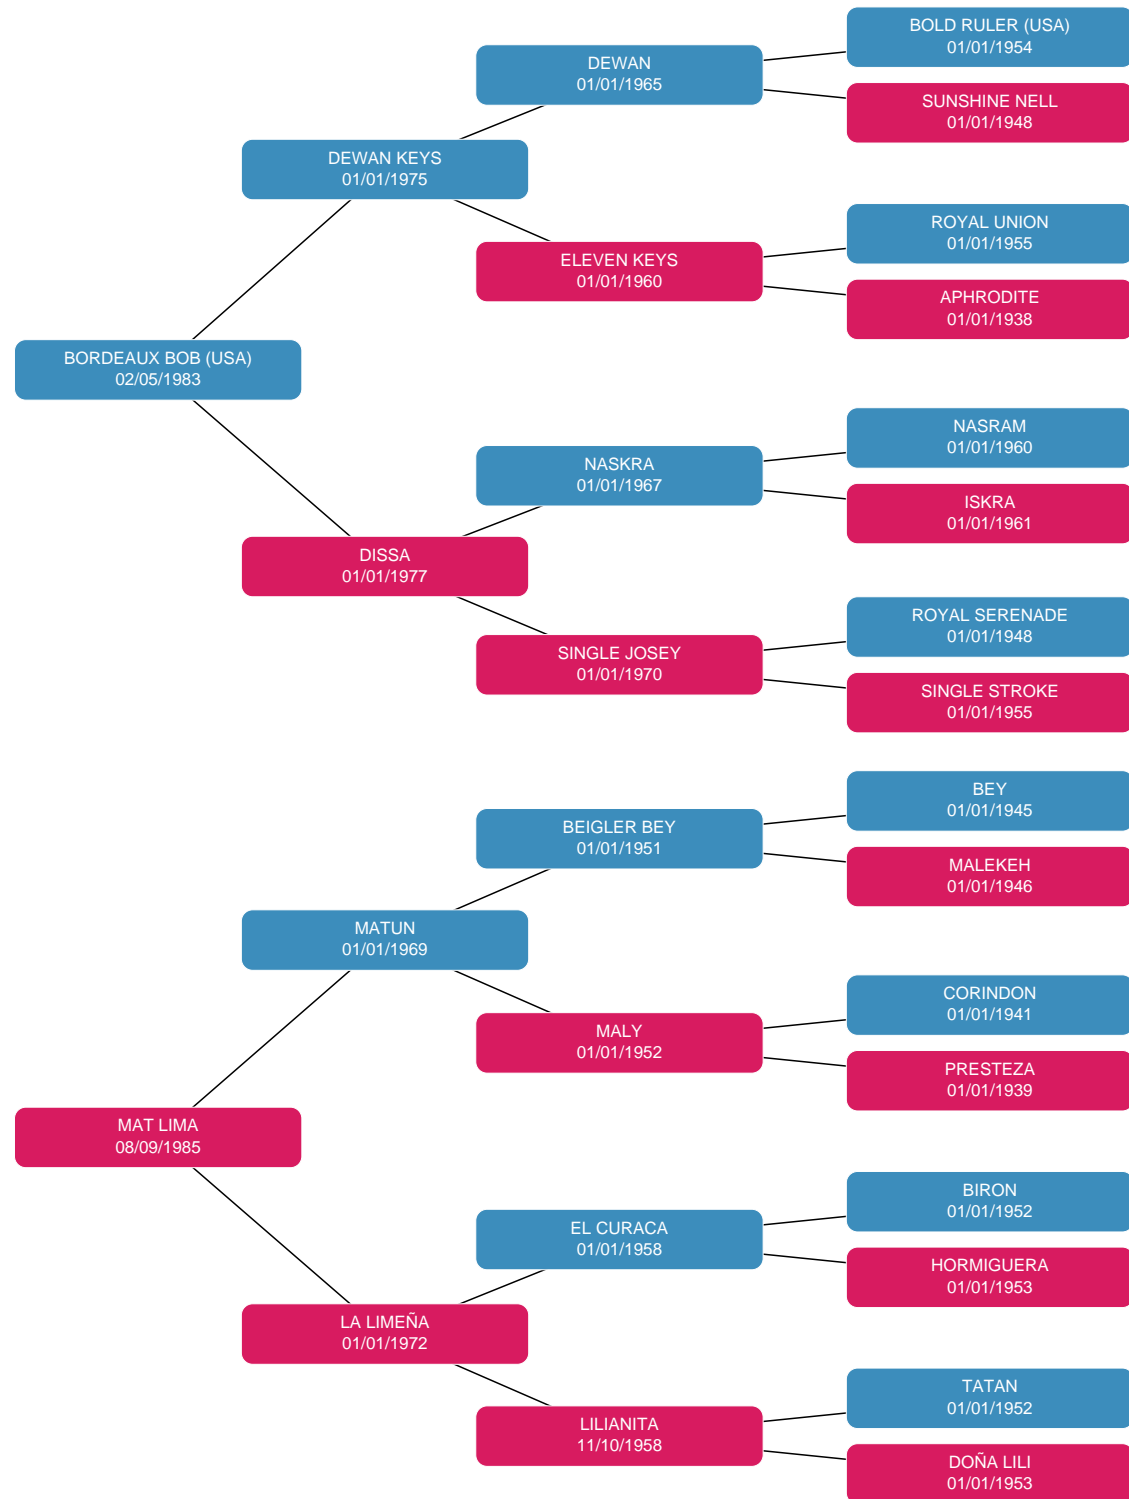 BOLD RULER (USA)
01/01/1954
DEWAN
01/01/1965
SUNSHINE NELL
01/01/1948
DEWAN KEYS
01/01/1975
ROYAL UNION
01/01/1955
ELEVEN KEYS
01/01/1960
APHRODITE
01/01/1938
BORDEAUX BOB (USA)
02/05/1983
NASRAM
01/01/1960
NASKRA
01/01/1967
ISKRA
01/01/1961
DISSA
01/01/1977
ROYAL SERENADE
01/01/1948
SINGLE JOSEY
01/01/1970
SINGLE STROKE
01/01/1955
BEY
01/01/1945
BEIGLER BEY
01/01/1951
MALEKEH
01/01/1946
MATUN
01/01/1969
CORINDON
01/01/1941
MALY
01/01/1952
PRESTEZA
01/01/1939
MAT LIMA
08/09/1985
BIRON
01/01/1952
EL CURACA
01/01/1958
HORMIGUERA
01/01/1953
LA LIMEÑA
01/01/1972
TATAN
01/01/1952
LILIANITA
11/10/1958
DOÑA LILI
01/01/1953